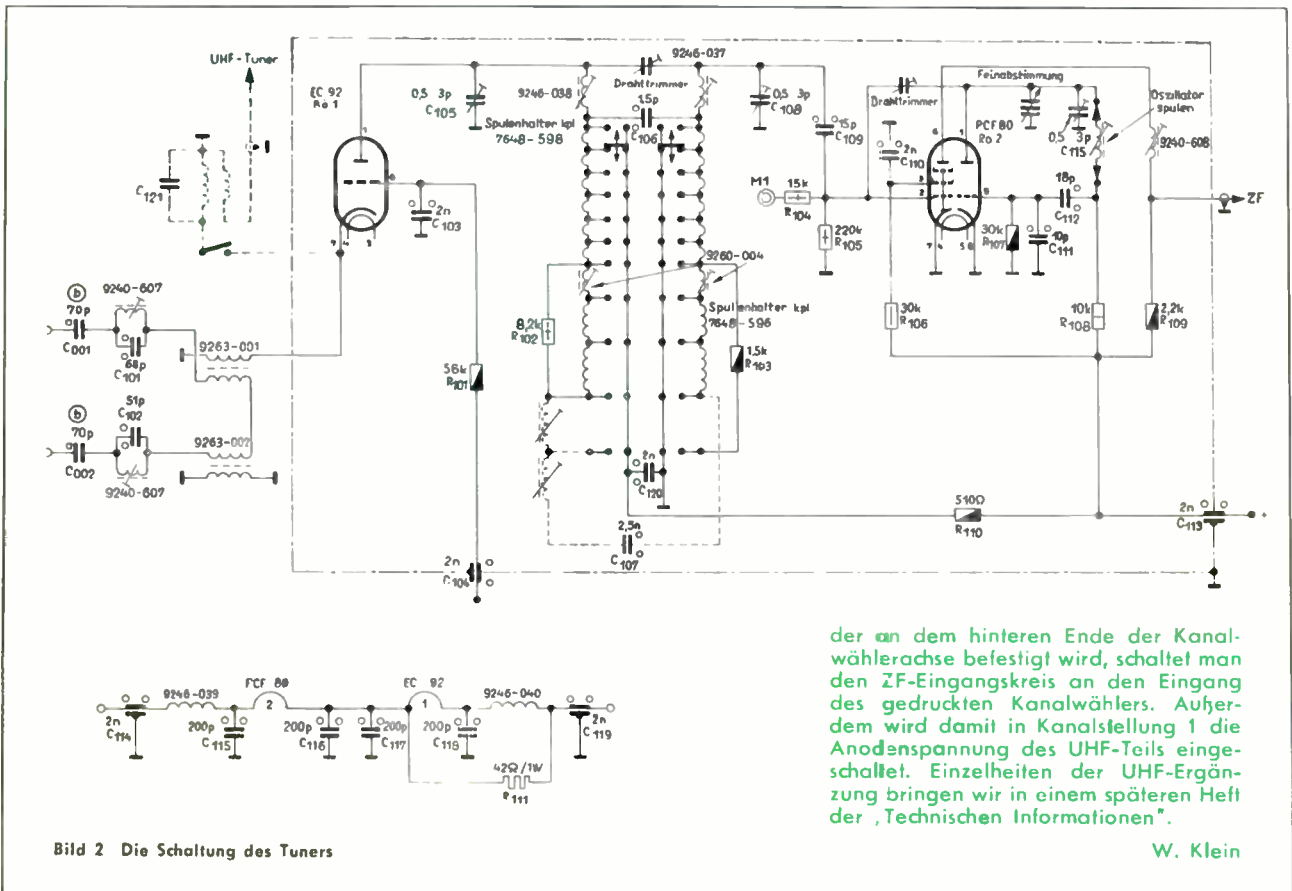 UHF-Tuner
C121
EC 92
Rö 1
0,5 3p
C105
9246-038
Spulenhalter kpl
7648-598
9246-037
Drahttrimmer
1,5p
C106
0,5 3p
C108
15p
C109
M1
15k
R104
220k
R105
Drahttrimmer
2n
C110
PCF 80
Rö 2
Feinabstimmung
0,5 3p
C115
Oszillator
spulen
9240-608
18p
C112
ZF
30k
R107
10p
C111
2n
C103
9260-004
Spulenhalter kpl
7648-596
30k
R106
10k
R108
2,2k
R109
b
70p
C001
9240-607
68p
C101
9263-001
8,2k
R102
1,5k
R103
56k
R101
b
70p
C002
51p
C102
9240-607
9263-002
2n
C120
510Ω
R110
2n
C113
+
2,5n
C107
2n
C104
9246-039
PCF 80
2
EC 92
1
9246-040
2n
C114
200p
C115
200p
C116
200p
C117
200p
C118
2n
C119
42Ω/1W
R111
der an dem hinteren Ende der Kanal-
wählerachse befestigt wird, schaltet man
den ZF-Eingangskreis an den Eingang
des gedruckten Kanalwählers. Außer-
dem wird damit in Kanalstellung 1 die
Anodenspannung des UHF-Teils einge-
schaltet. Einzelheiten der UHF-Ergän-
zung bringen wir in einem späteren Heft
der „Technischen Informationen".
Bild 2 Die Schaltung des Tuners
W. Klein